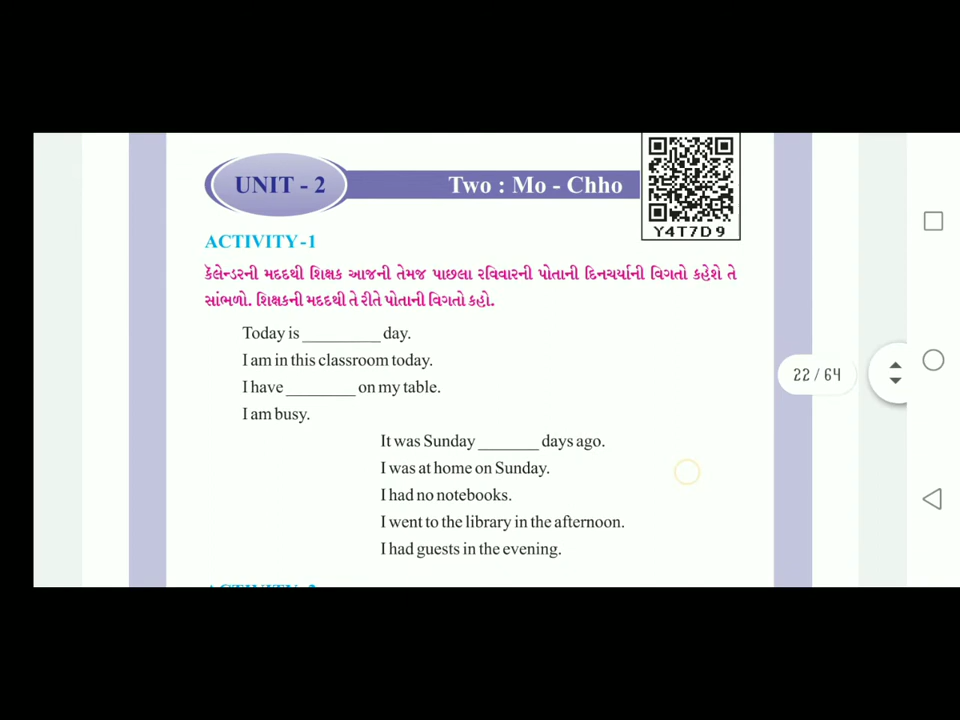 UNIT - 2
Two : Mo - Chho
Y4T7D9
ACTIVITY-1
કૅલેન્ડરની મદદથી શિક્ષક આજની તેમજ પાછલા રવિવારની પોતાની દિનચર્યાની વિગતો કહેશે તે
સાંભળો. શિક્ષકની મદદથી તે રીતે પોતાની વિગતો કહો.
Today is _________ day.
I am in this classroom today.
I have ________ on my table.
I am busy.
22 / 64
It was Sunday _______ days ago.
I was at home on Sunday.
I had no notebooks.
I went to the library in the afternoon.
I had guests in the evening.